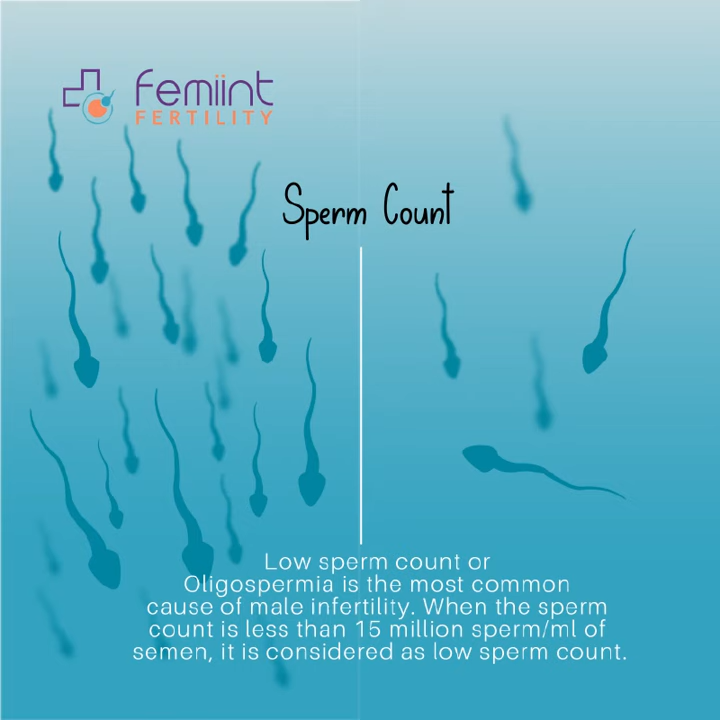 Femiint
FERTILITY
Sperm Count
Low sperm count or
Oligospermia is the most common
cause of male infertility. When the sperm
count is less than 15 million sperm/ml of
semen, it is considered as low sperm count.